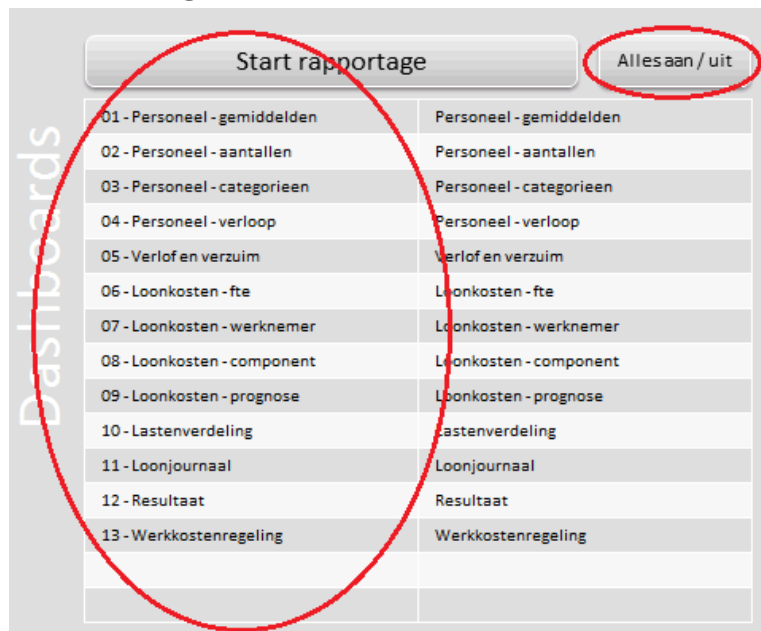 Start rapportage
Alles aan / uit
Dashboards
01 - Personeel - gemiddelden Personeel - gemiddelden
02 - Personeel - aantallen Personeel - aantallen
03 - Personeel - categorieen Personeel - categorieen
04 - Personeel - verloop Personeel - verloop
05 - Verlof en verzuim Verlof en verzuim
06 - Loonkosten - fte Loonkosten - fte
07 - Loonkosten - werknemer Loonkosten - werknemer
08 - Loonkosten - component Loonkosten - component
09 - Loonkosten - prognose Loonkosten - prognose
10 - Lastenverdeling Lastenverdeling
11 - Loonjournaal Loonjournaal
12 - Resultaat Resultaat
13 - Werkkostenregeling Werkkostenregeling